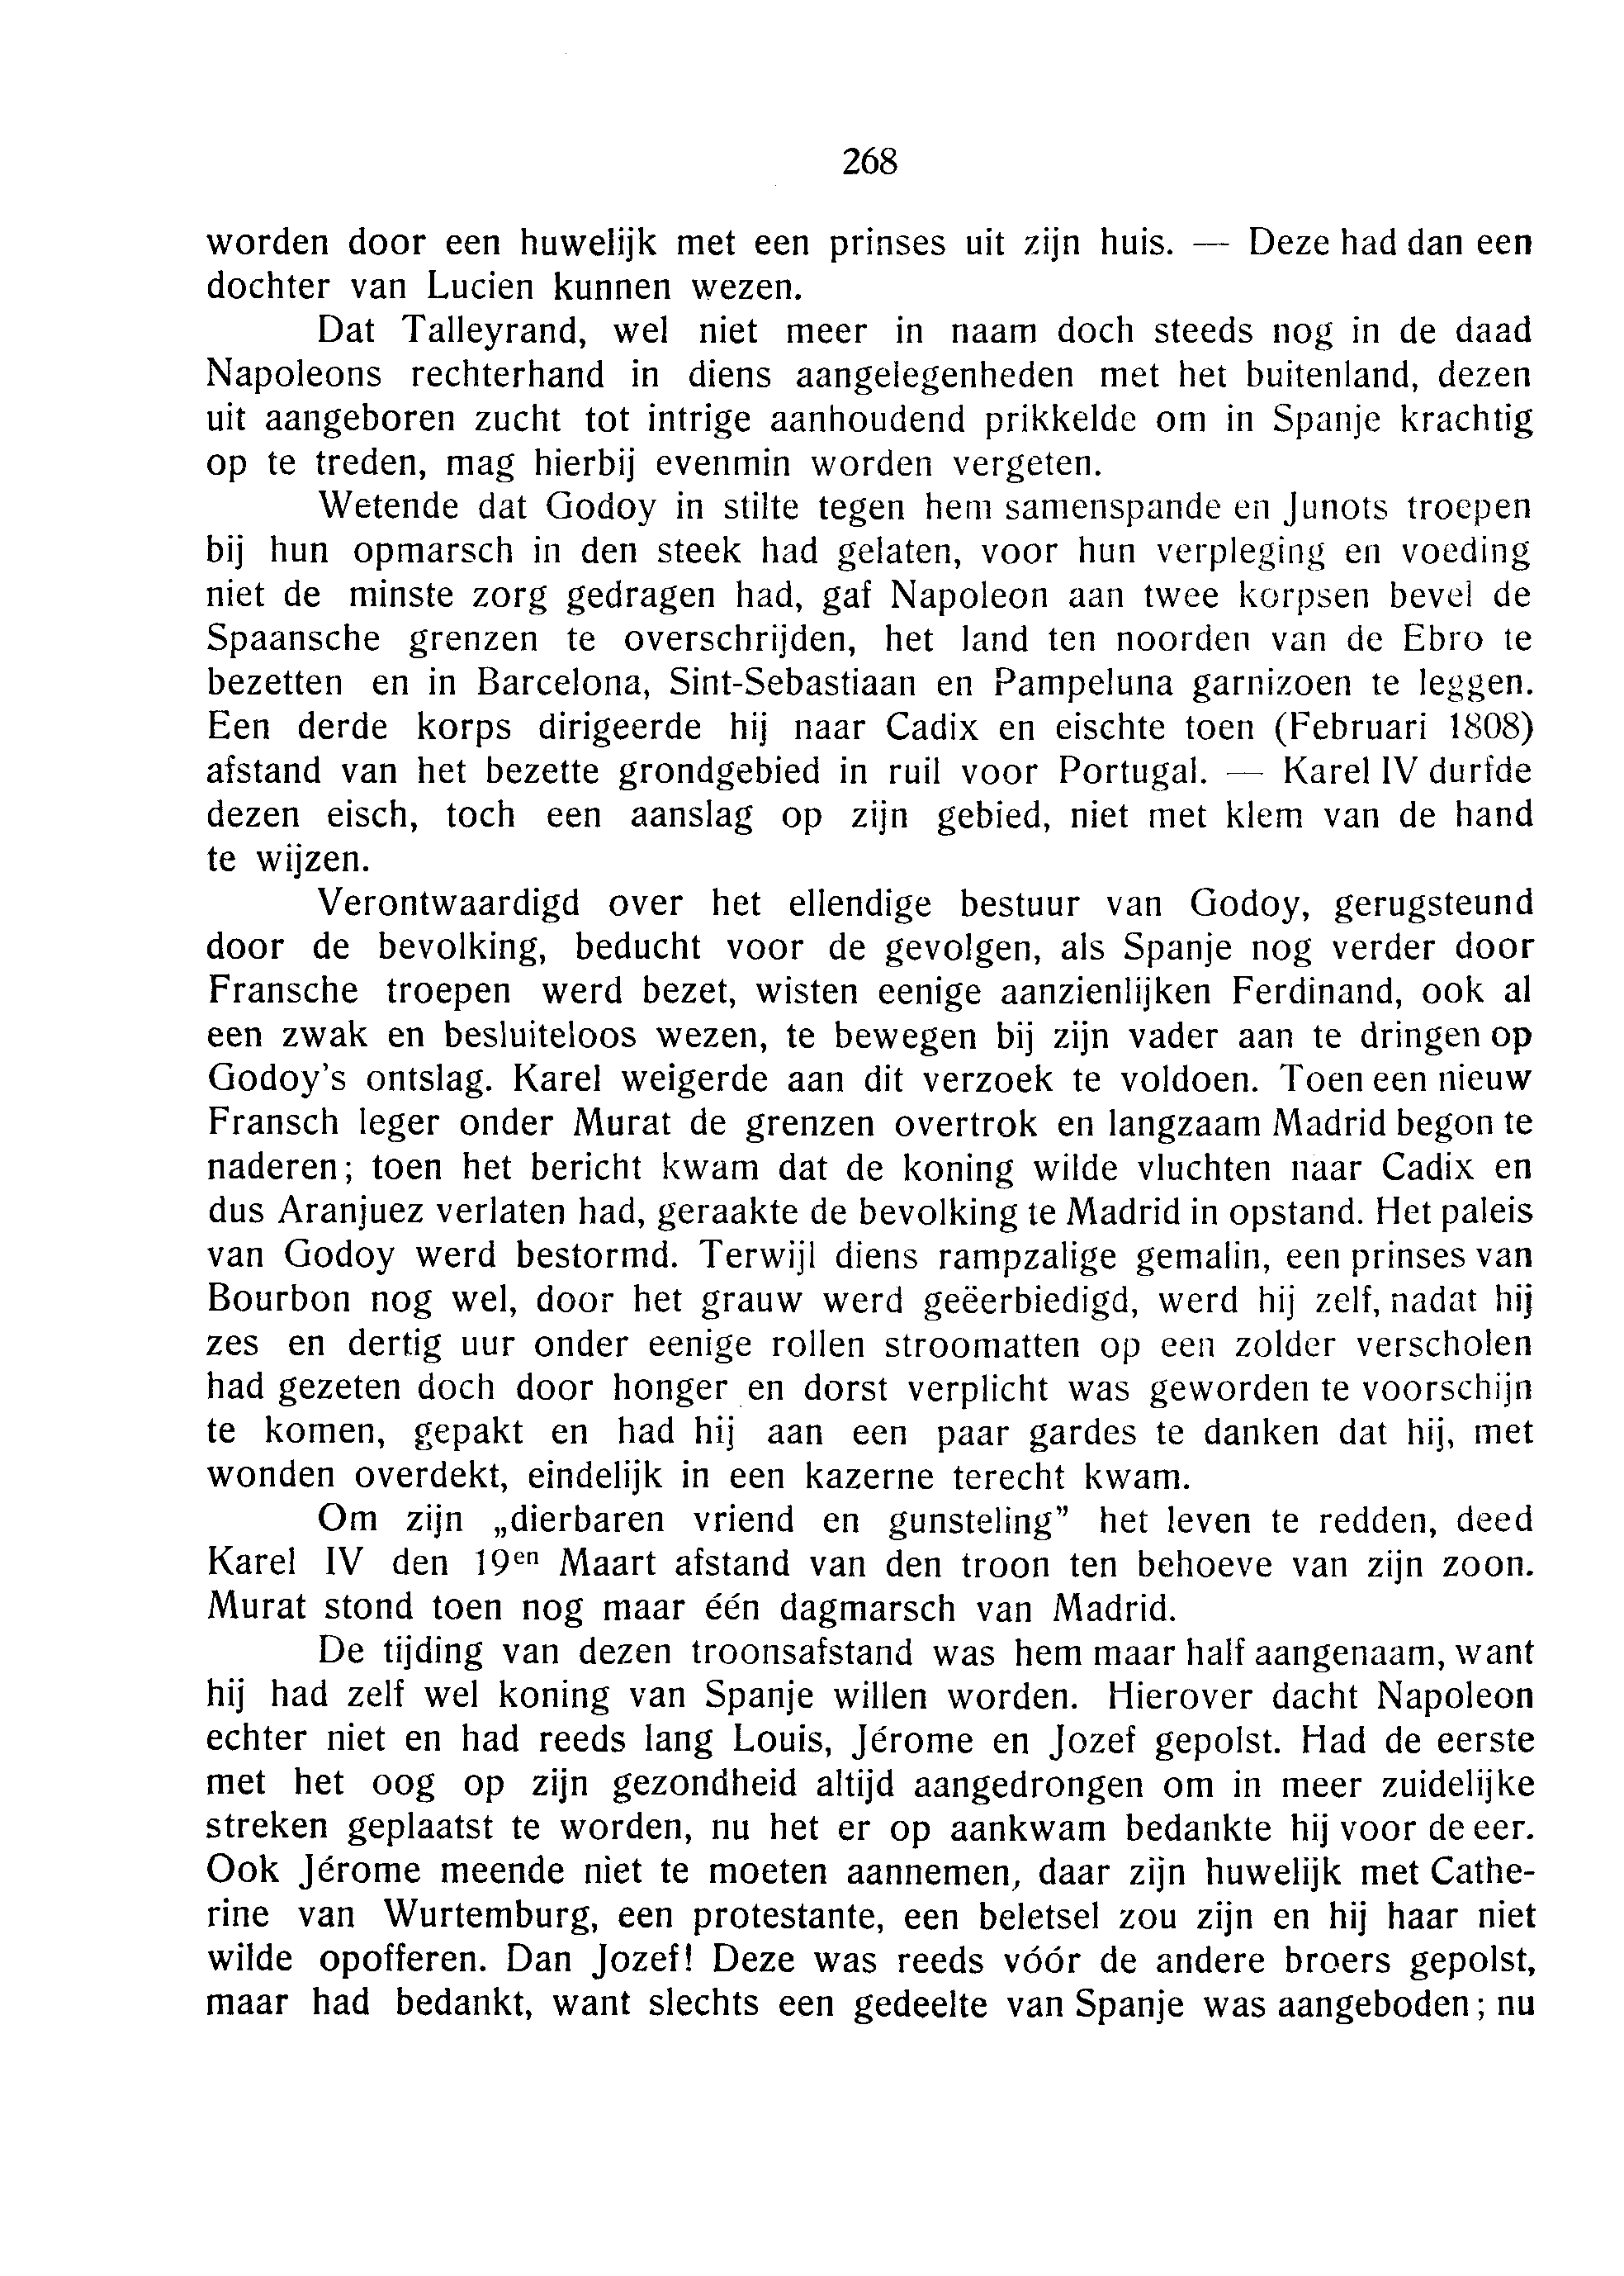 268
worden door een huwelijk met een prinses uit zijn huis. — Deze had dan een
dochter van Lucien kunnen wezen.
Dat Talleyrand, wel niet meer in naam doch steeds nog in de daad
Napoleons rechterhand in diens aangelegenheden met het buitenland, dezen
uit aangeboren zucht tot intrige aanhoudend prikkelde om in Spanje krachtig
op te treden, mag hierbij evenmin worden vergeten.
Wetende dat Godoy in stilte tegen hem samenspande en Junots troepen
bij hun opmarsch in den steek had gelaten, voor hun verpleging en voeding
niet de minste zorg gedragen had, gaf Napoleon aan twee korpsen bevel de
Spaansche grenzen te overschrijden, het land ten noorden van de Ebro te
bezetten en in Barcelona, Sint-Sebastiaan en Pampeluna garnizoen te leggen.
Een derde korps dirigeerde hij naar Cadix en eischte toen (Februari 1808)
afstand van het bezette grondgebied in ruil voor Portugal. — Karel IV durfde
dezen eisch, toch een aanslag op zijn gebied, niet met klem van de hand
te wijzen.
Verontwaardigd over het ellendige bestuur van Godoy, gerugsteund
door de bevolking, beducht voor de gevolgen, als Spanje nog verder door
Fransche troepen werd bezet, wisten eenige aanzienlijken Ferdinand, ook al
een zwak en besluiteloos wezen, te bewegen bij zijn vader aan te dringen op
Godoy's ontslag. Karel weigerde aan dit verzoek te voldoen. Toen een nieuw
Fransch leger onder Murat de grenzen overtrok en langzaam Madrid begon te
naderen; toen het bericht kwam dat de koning wilde vluchten naar Cadix en
dus Aranjuez verlaten had, geraakte de bevolking te Madrid in opstand. Het paleis
van Godoy werd bestormd. Terwijl diens rampzalige gemalin, een prinses van
Bourbon nog wel, door het grauw werd geëerbiedigd, werd hij zelf, nadat hij
zes en dertig uur onder eenige rollen stroomatten op een zolder verscholen
had gezeten doch door honger en dorst verplicht was geworden te voorschijn
te komen, gepakt en had hij aan een paar gardes te danken dat hij, met
wonden overdekt, eindelijk in een kazerne terecht kwam.
Om zijn „dierbaren vriend en gunsteling” het leven te redden, deed
Karel IV den 19en Maart afstand van den troon ten behoeve van zijn zoon.
Murat stond toen nog maar één dagmarsch van Madrid.
De tijding van dezen troonsafstand was hem maar half aangenaam, want
hij had zelf wel koning van Spanje willen worden. Hierover dacht Napoleon
echter niet en had reeds lang Louis, Jérome en Jozef gepolst. Had de eerste
met het oog op zijn gezondheid altijd aangedrongen om in meer zuidelijke
streken geplaatst te worden, nu het er op aankwam bedankte hij voor de eer.
Ook Jérome meende niet te moeten aannemen, daar zijn huwelijk met Cathe-
rine van Wurtemburg, een protestante, een beletsel zou zijn en hij haar niet
wilde opofferen. Dan Jozef! Deze was reeds vóór de andere broers gepolst,
maar had bedankt, want slechts een gedeelte van Spanje was aangeboden; nu